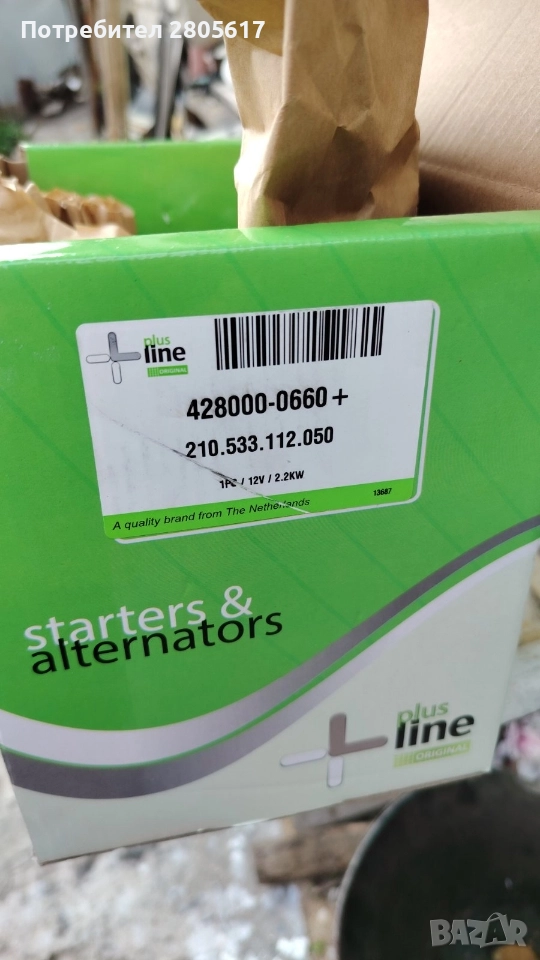 Потребител 2805617
plus
line
ORIGINAL
428000-0660+
210.533.112.050
1PC / 12V / 2.2KW
13687
A quality brand from The Netherlands
starters &
alternators
plus
line
ORIGINAL
BAZAR